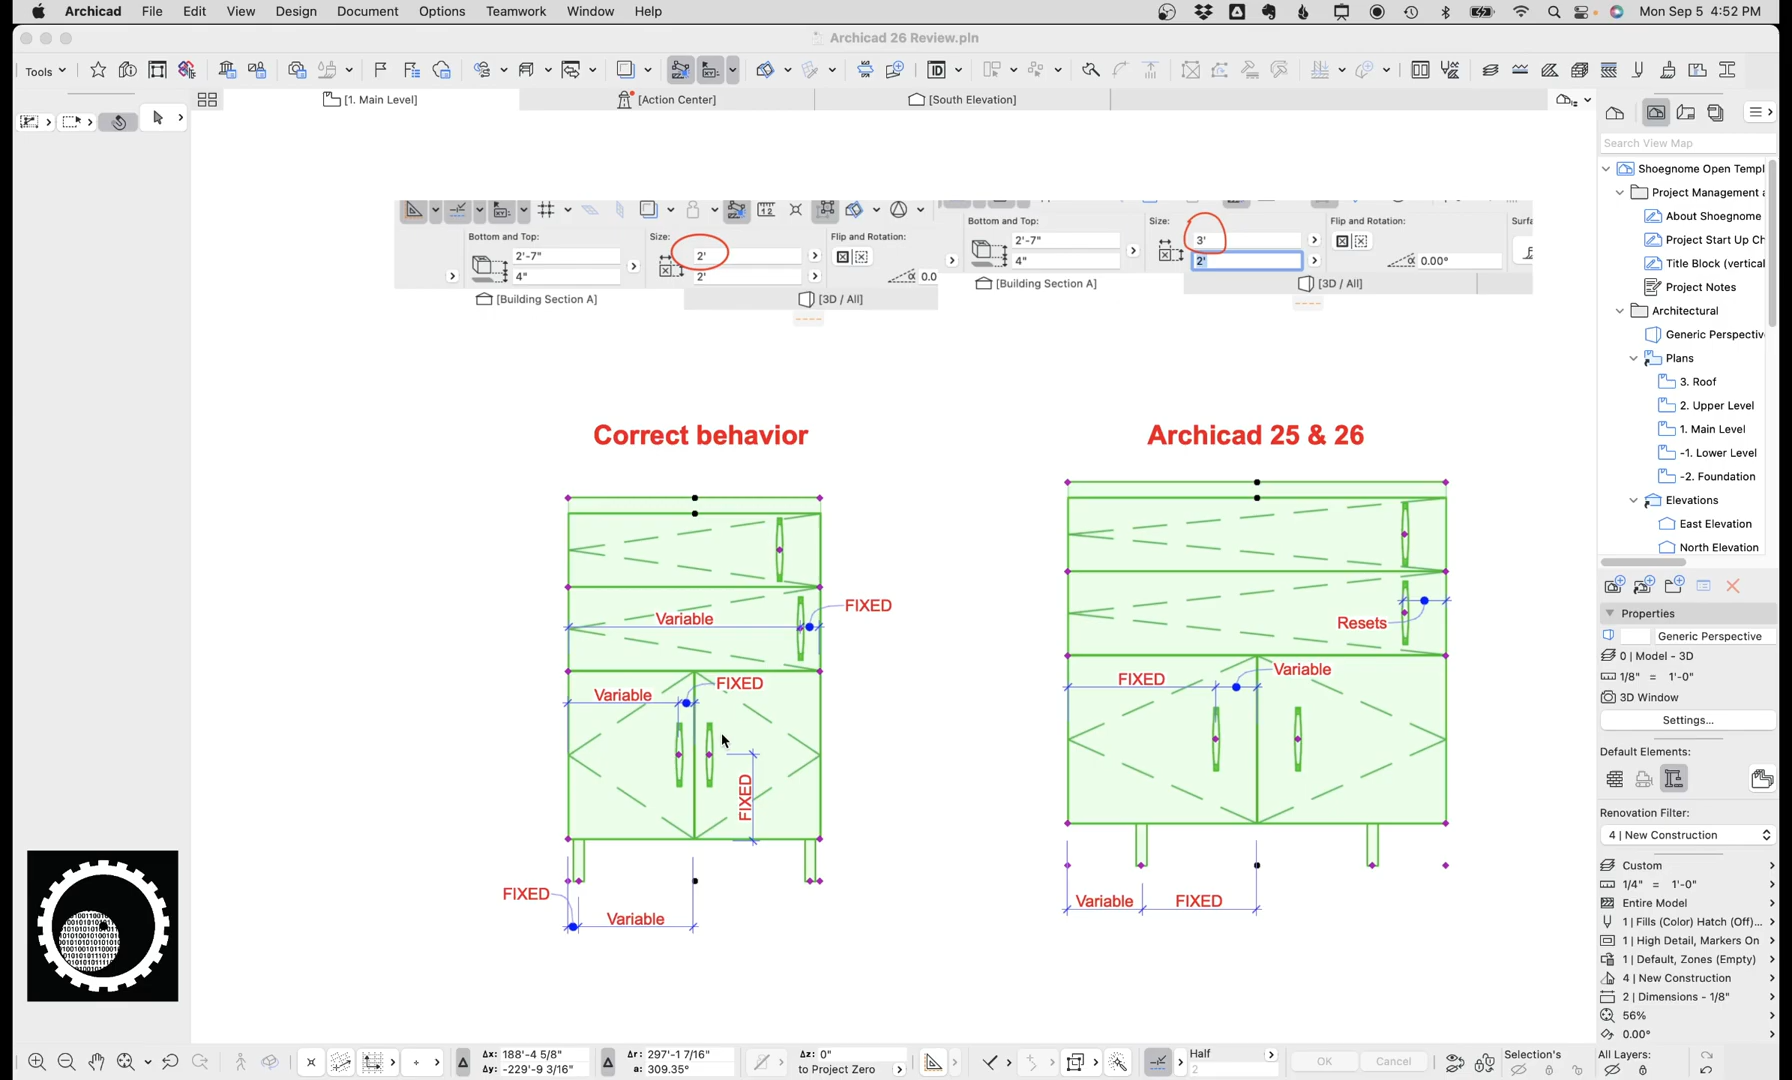 Archicad File Edit View Design Document Options Teamwork Window Help
Mon Sep 5 4:52 PM
Archicad 26 Review.pln
Tools
[1. Main Level]
[Action Center]
[South Elevation]
Search View Map
Shoegnome Open Templ
Project Management a
About Shoegnome
Project Start Up Ch
Title Block (vertical
Project Notes
Architectural
Generic Perspectiv
Plans
3. Roof
2. Upper Level
1. Main Level
-1. Lower Level
-2. Foundation
Elevations
East Elevation
North Elevation
Properties
Generic Perspective
0 | Model - 3D
1/8" = 1'-0"
3D Window
Settings...
Default Elements:
Renovation Filter:
4 | New Construction
Custom
1/4" = 1'-0"
Entire Model
1 | Fills (Color) Hatch (Off)...
1 | High Detail, Markers On
1 | Default, Zones (Empty)
4 | New Construction
2 | Dimensions - 1/8"
56%
0.00°
Bottom and Top:
2'-7"
4"
Size:
2'
2'
Flip and Rotation:
0.0
[Building Section A]
[3D / All]
Bottom and Top:
2'-7"
4"
Size:
3'
2'
Flip and Rotation:
0.00°
Surfa
[Building Section A]
[3D / All]
Correct behavior
Variable
FIXED
Variable
FIXED
FIXED
FIXED
Variable
Archicad 25 & 26
Resets
FIXED
Variable
Variable
FIXED
Δx: 188'-4 5/8"
Δy: -229'-9 3/16"
Δr: 297'-1 7/16"
a: 309.35°
Δz: 0"
to Project Zero
Half
2
OK
Cancel
Selection's
All Layers: